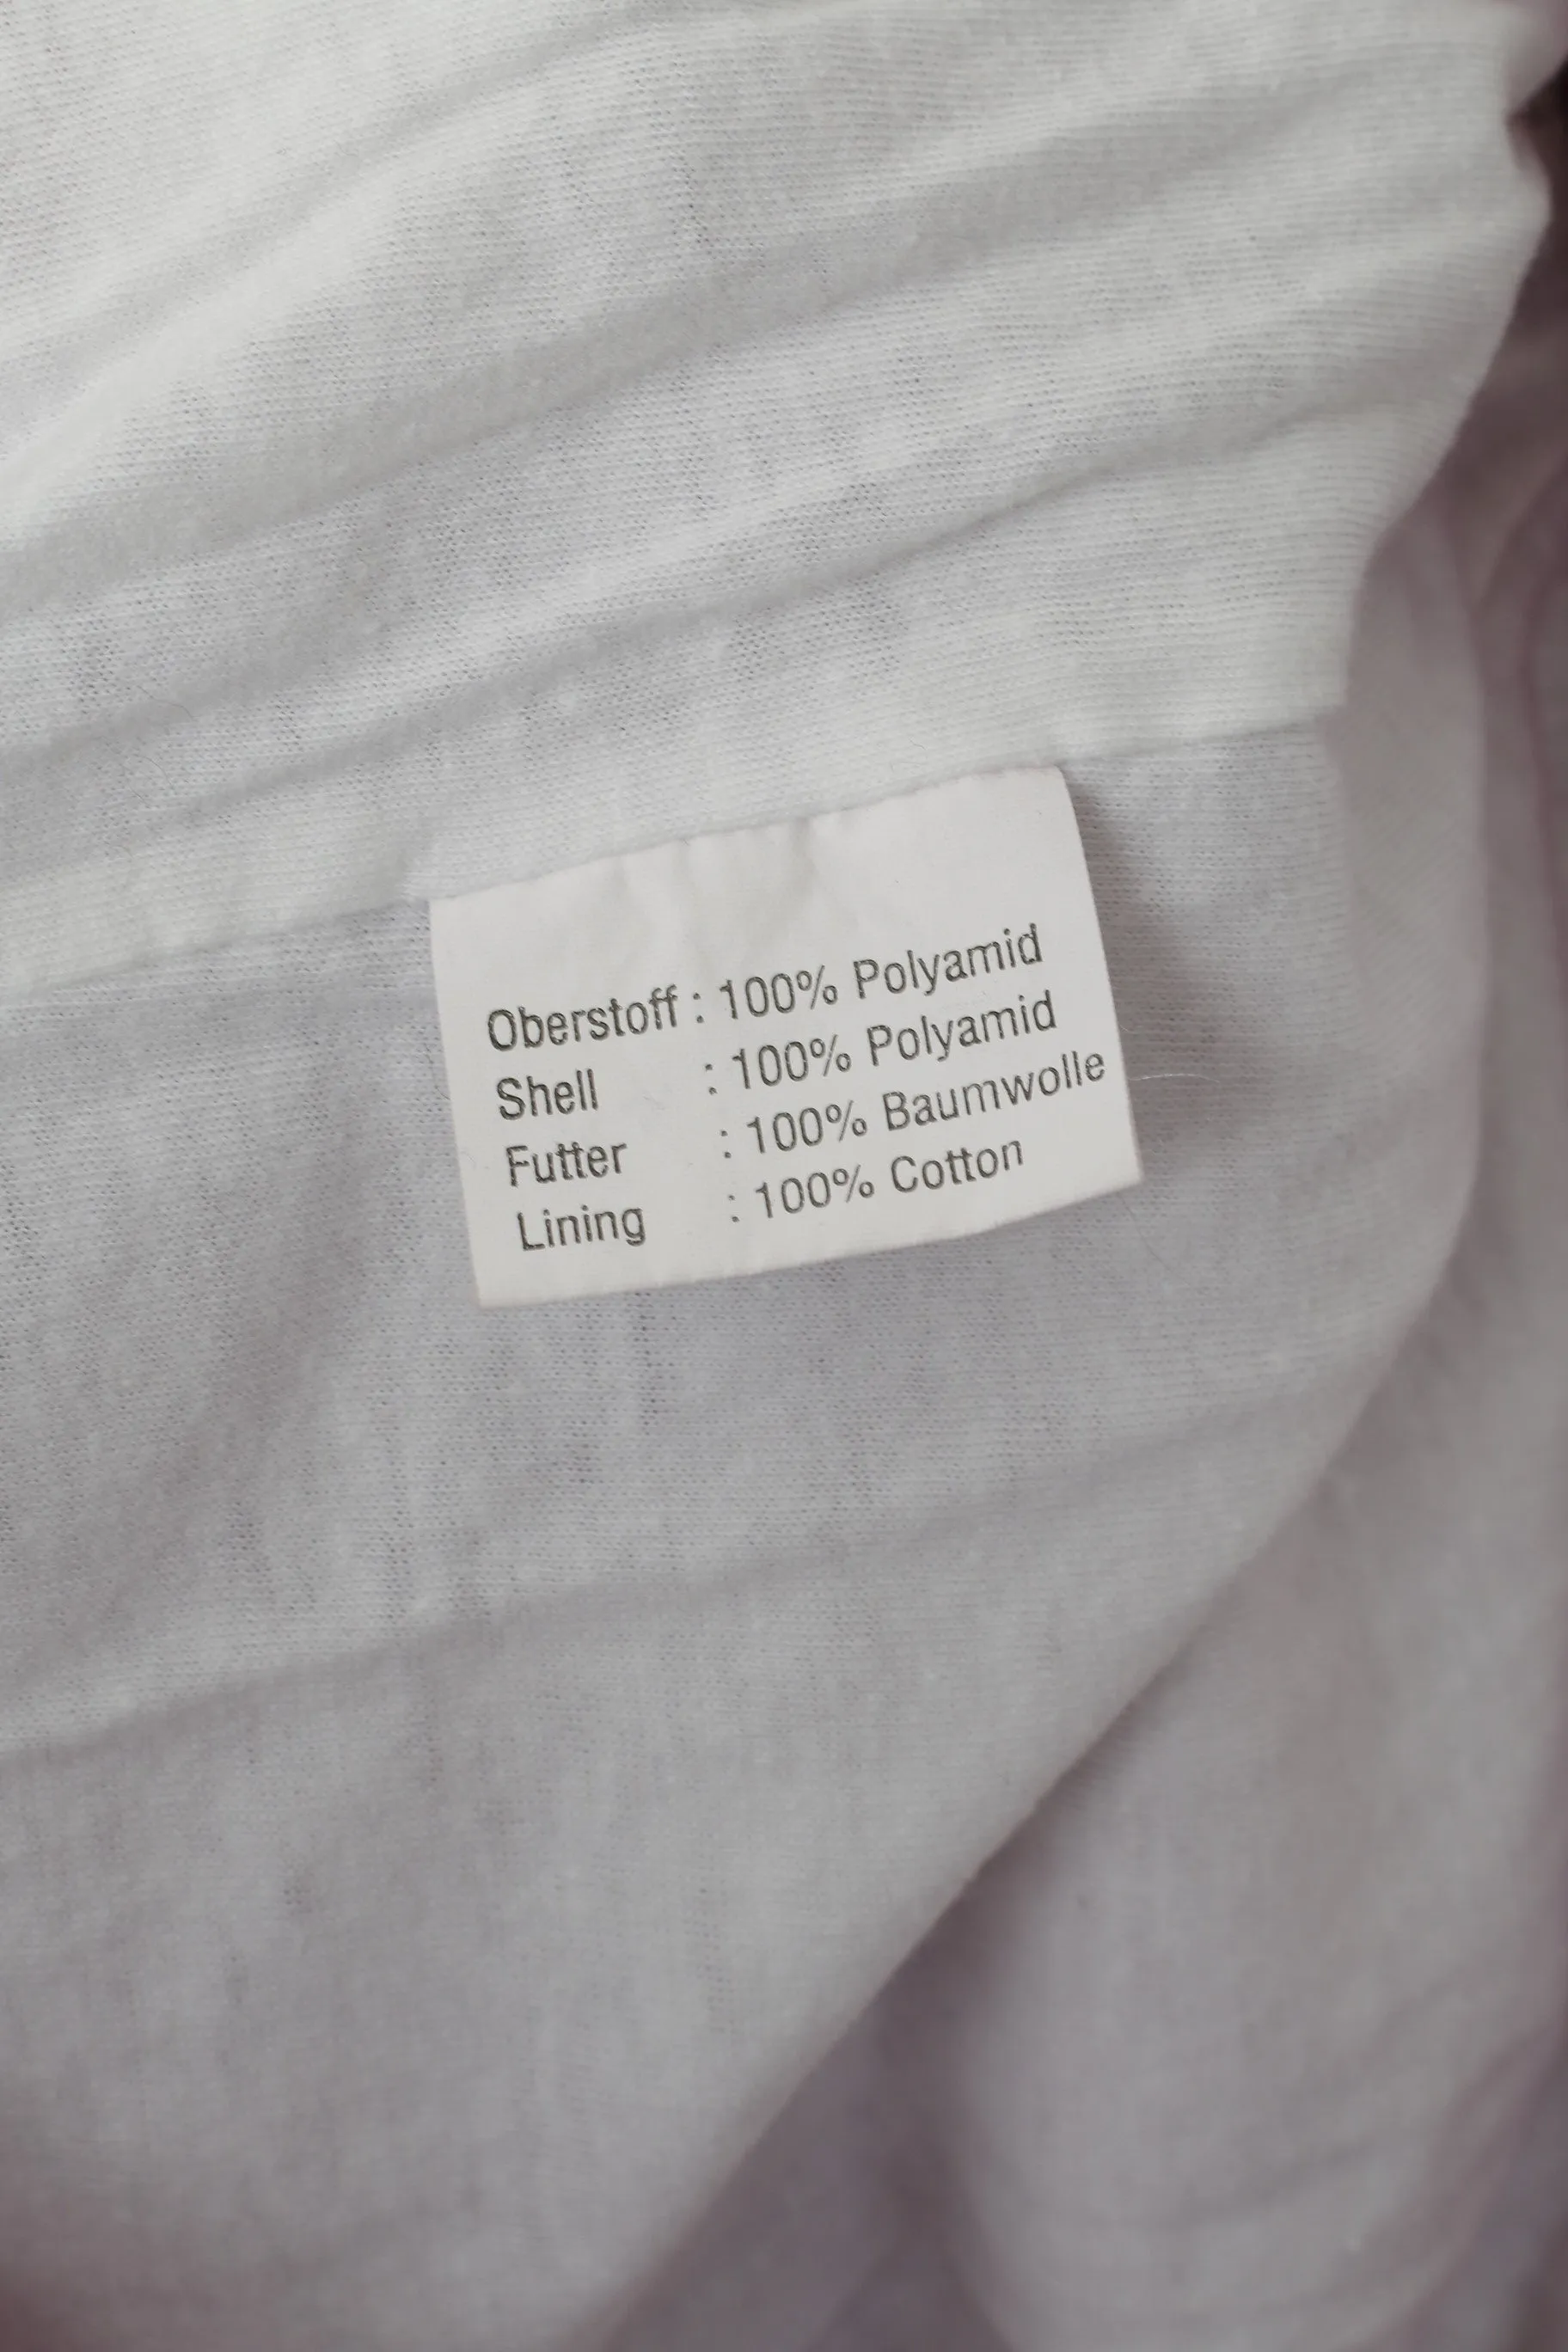 Oberstoff : 100% Polyamid
Shell : 100% Polyamid
Futter : 100% Baumwolle
Lining : 100% Cotton